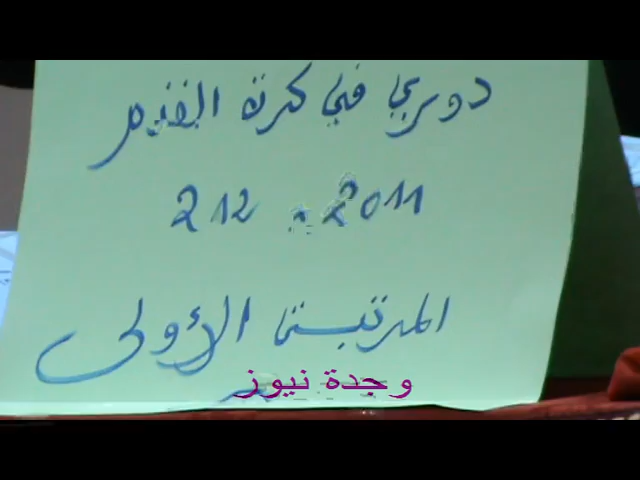 دوري في كرة القدم
212 . 2011
المرتبة الأولى
وجدة نيوز